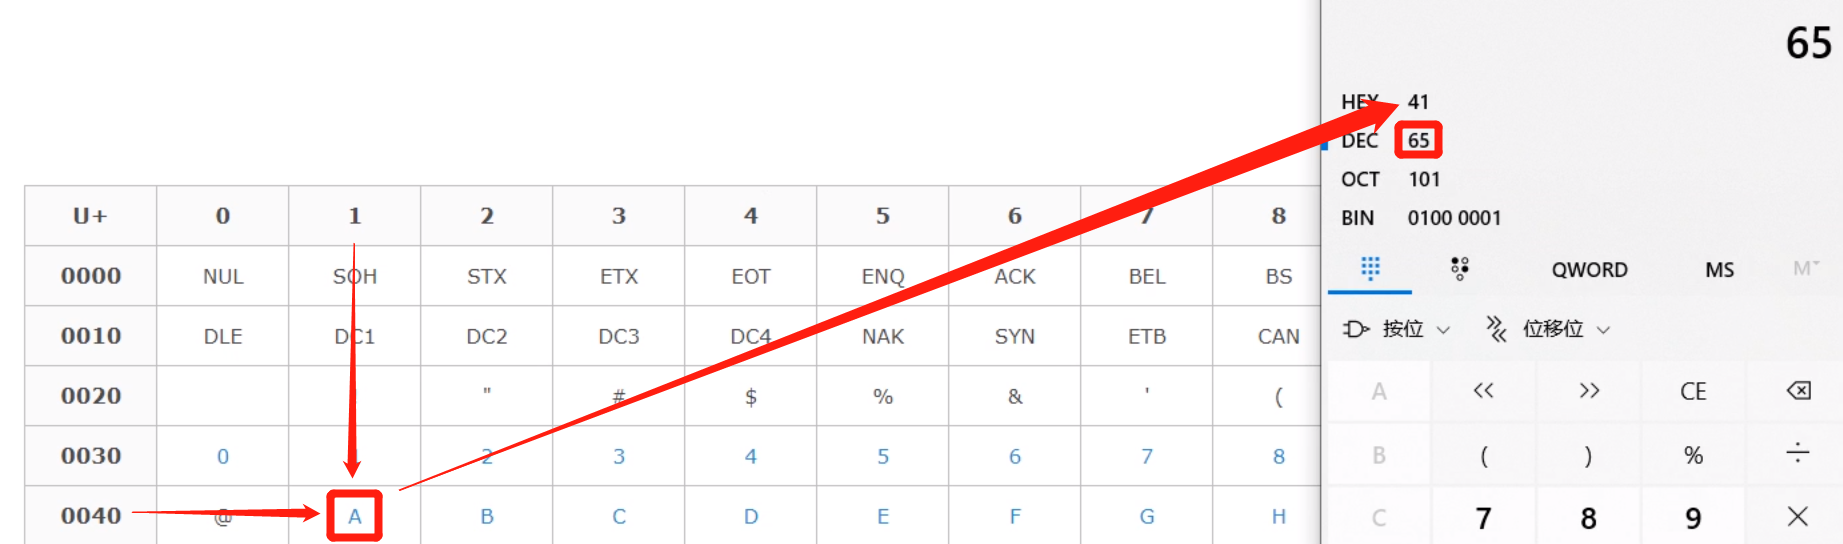 65
HEX 41
DEC 65
OCT 101
BIN 0100 0001
QWORD MS M
按位 位移位
A << >> CE
B ( ) % ÷
C 7 8 9 ×
U+ 0 1 2 3 4 5 6 7 8
0000 NUL SOH STX ETX EOT ENQ ACK BEL BS
0010 DLE DC1 DC2 DC3 DC4 NAK SYN ETB CAN
0020 " # $ % & ' (
0030 0 2 3 4 5 6 7 8
0040 @ A B C D E F G H